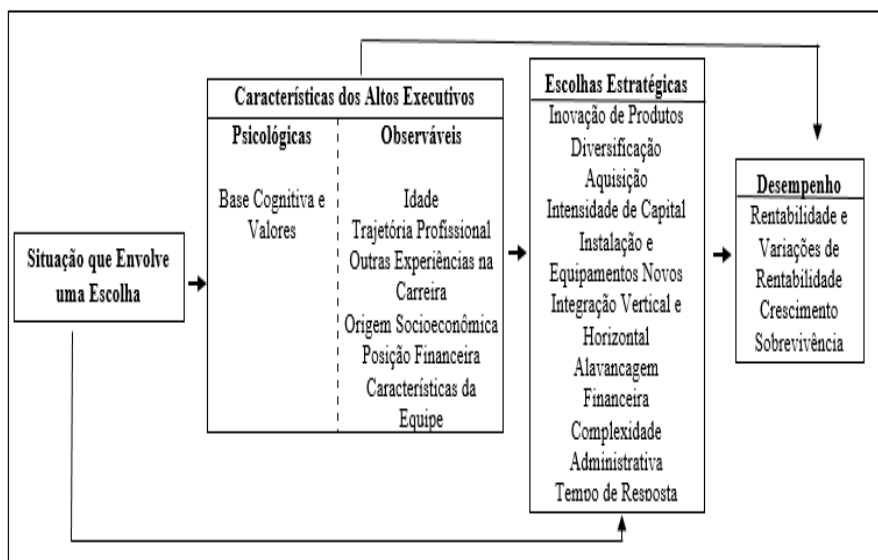 Situação que Envolve
uma Escolha
Características dos Altos Executivos
Psicológicas
Base Cognitiva e
Valores
Observáveis
Idade
Trajetória Profissional
Outras Experiências na
Carreira
Origem Socioeconômica
Posição Financeira
Características da
Equipe
Escolhas Estratégicas
Inovação de Produtos
Diversificação
Aquisição
Intensidade de Capital
Instalação e
Equipamentos Novos
Integração Vertical e
Horizontal
Alavancagem
Financeira
Complexidade
Administrativa
Tempo de Resposta
Desempenho
Rentabilidade e
Variações de
Rentabilidade
Crescimento
Sobrevivência